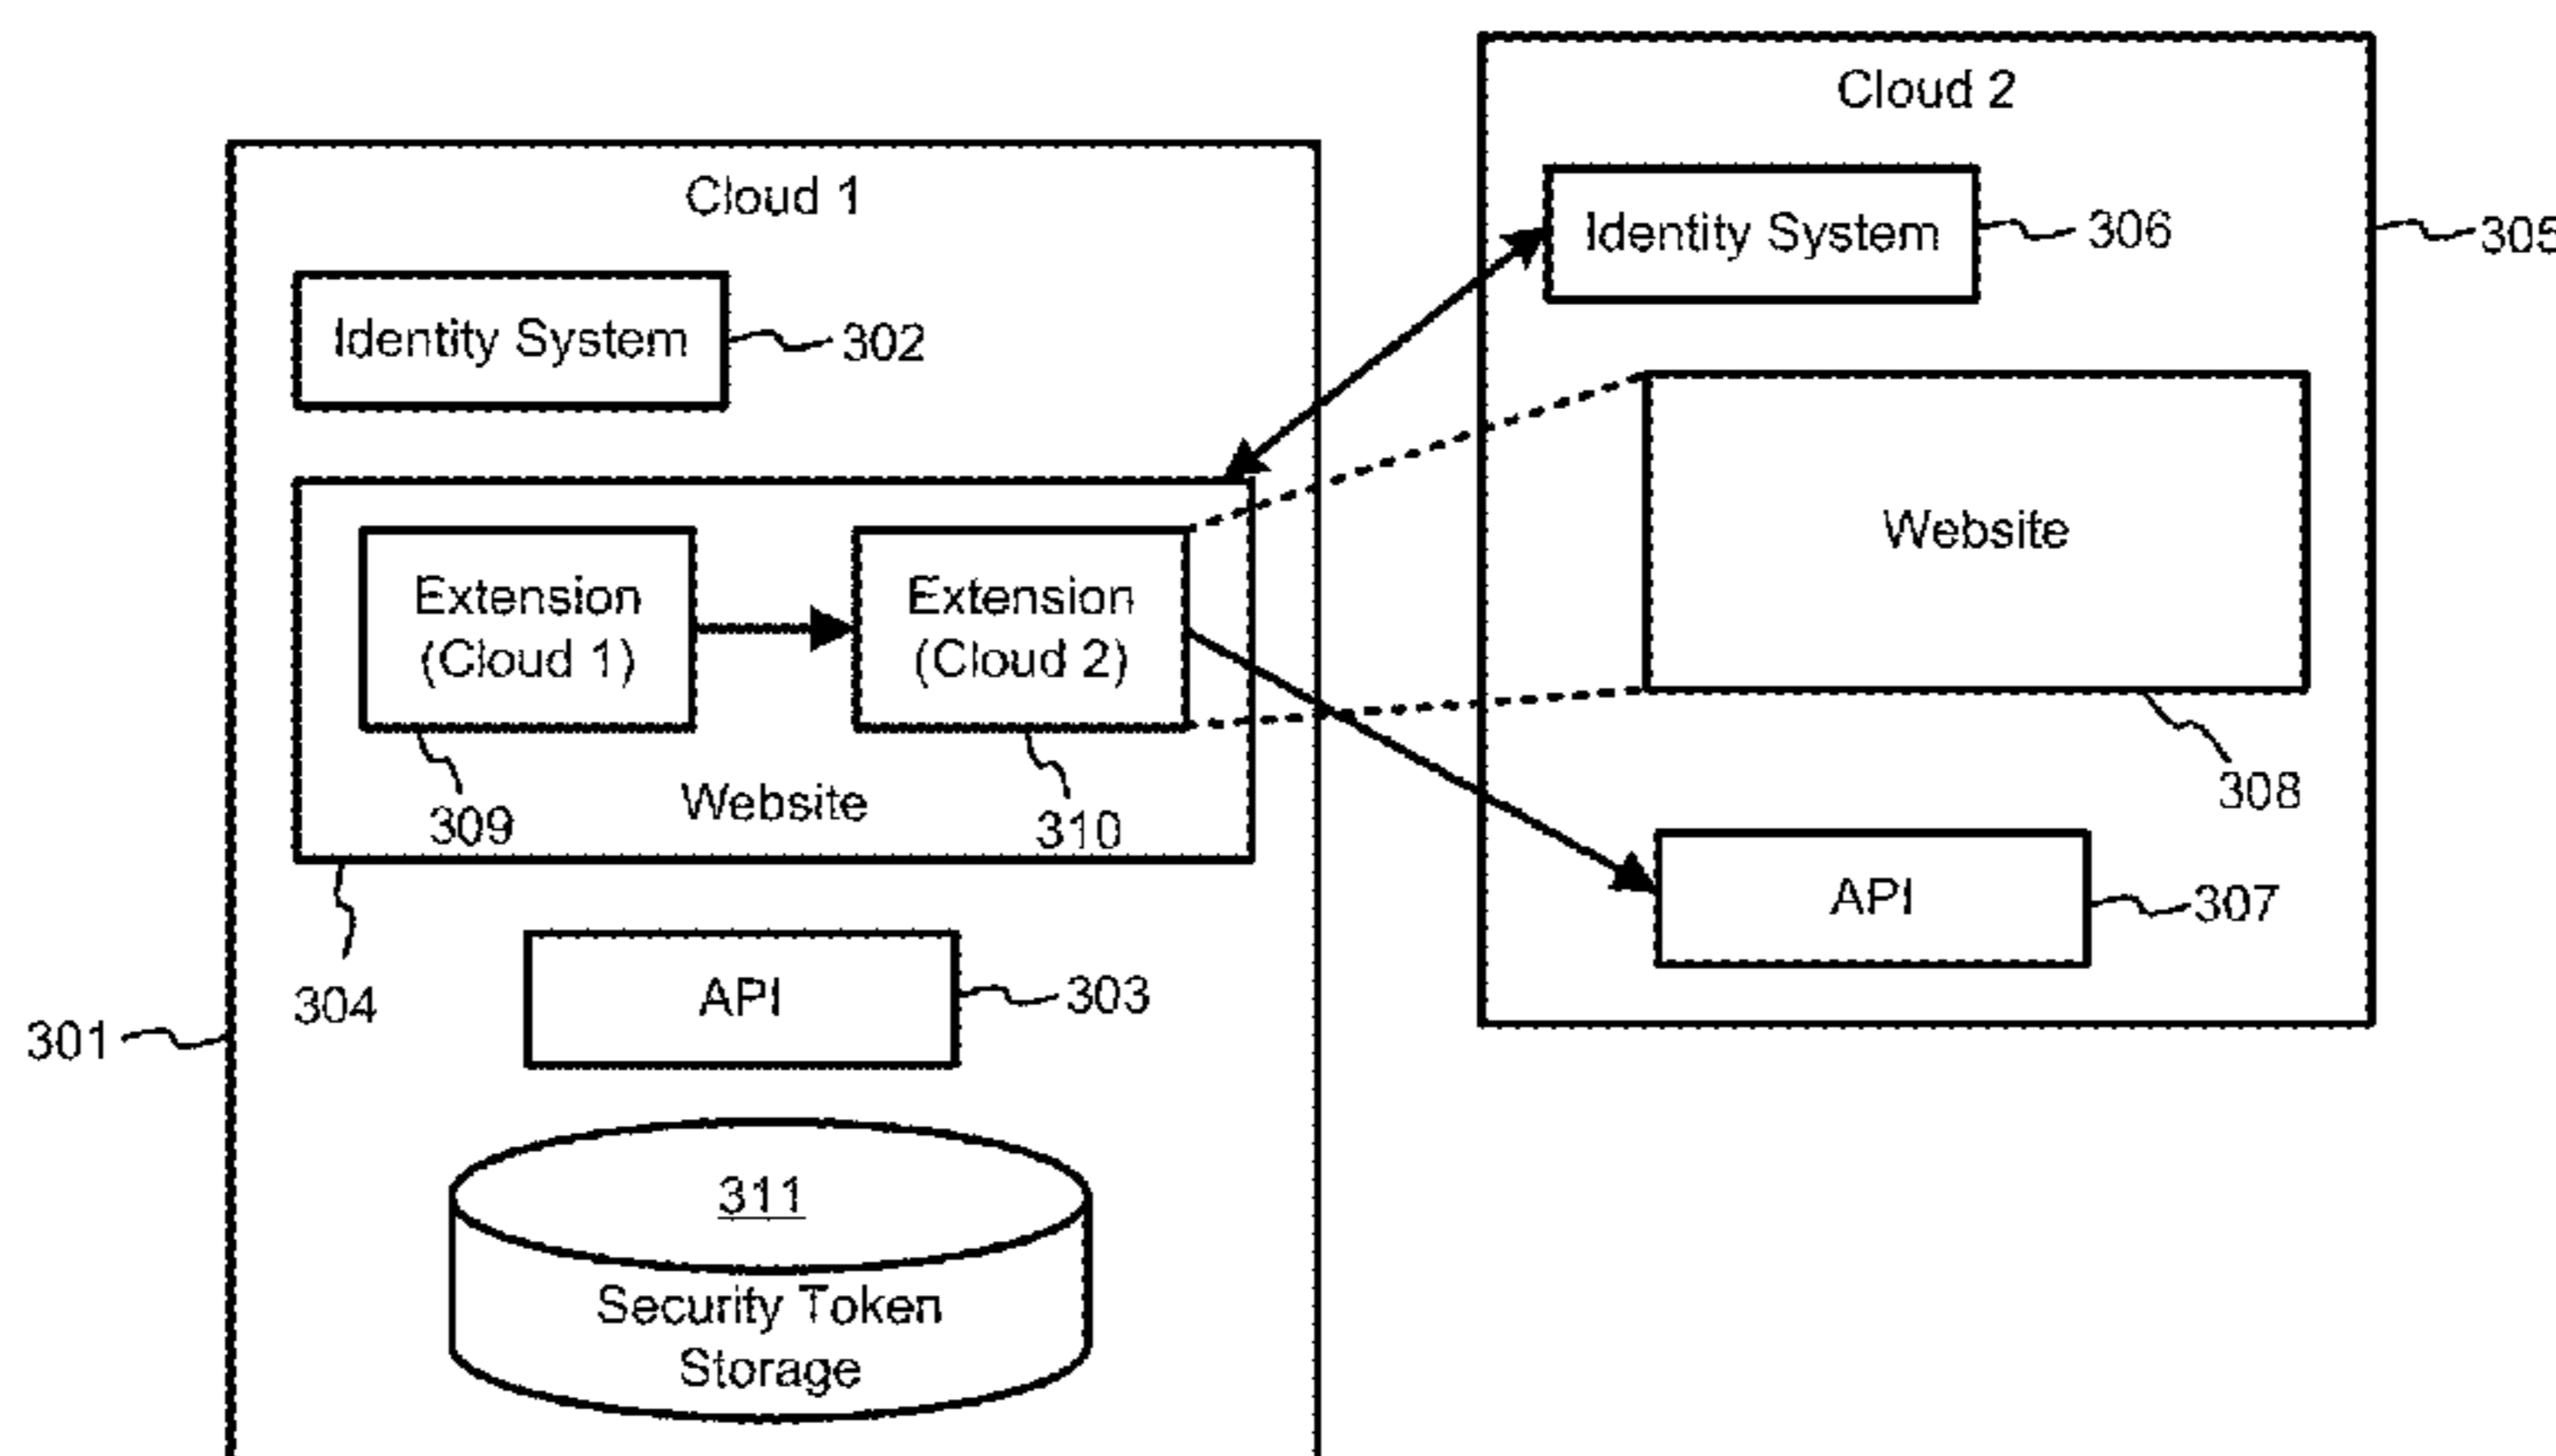 Cloud 2
Cloud 1
Identity System
306
305
Identity System
302
Website
Extension
(Cloud 1)
Extension
(Cloud 2)
308
Website
309
310
API
307
304
API
303
301
311
Security Token
Storage